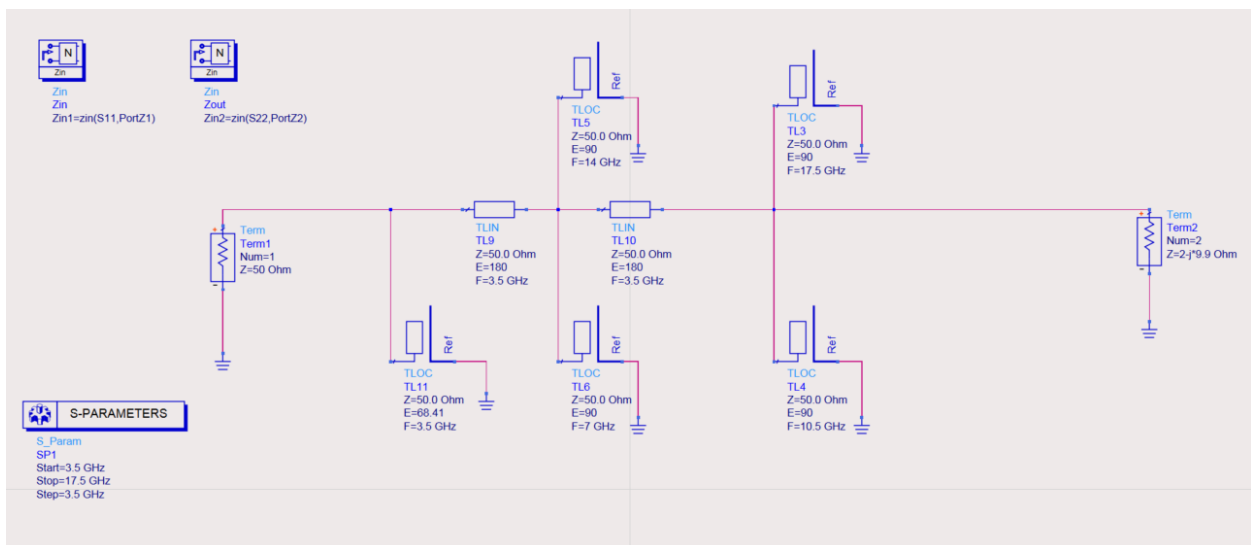 N
Zin
Zin
Zin
Zin1=zin(S11,PortZ1)
N
Zin
Zin
Zout
Zin2=zin(S22,PortZ2)
Ref
TLOC
TL5
Z=50.0 Ohm
E=90
F=14 GHz
Ref
TLOC
TL3
Z=50.0 Ohm
E=90
F=17.5 GHz
+
Term
Term1
Num=1
Z=50 Ohm
-
TLIN
TL9
Z=50.0 Ohm
E=180
F=3.5 GHz
TLIN
TL10
Z=50.0 Ohm
E=180
F=3.5 GHz
+
Term
Term2
Num=2
Z=2-j*9.9 Ohm
-
Ref
TLOC
TL11
Z=50.0 Ohm
E=68.41
F=3.5 GHz
Ref
TLOC
TL6
Z=50.0 Ohm
E=90
F=7 GHz
Ref
TLOC
TL4
Z=50.0 Ohm
E=90
F=10.5 GHz
S-PARAMETERS
S_Param
SP1
Start=3.5 GHz
Stop=17.5 GHz
Step=3.5 GHz